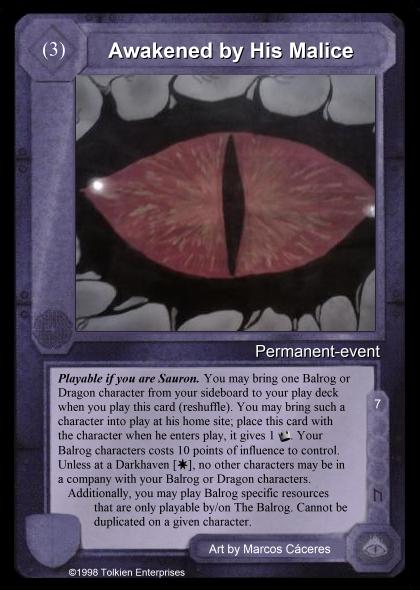 (3)
Awakened by His Malice
Permanent-event
Playable if you are Sauron. You may bring one Balrog or
Dragon character from your sideboard to your play deck
when you play this card (reshuffle). You may bring such a
character into play at his home site; place this card with
the character when he enters play, it gives 1 . Your
Balrog characters costs 10 points of influence to control.
Unless at a Darkhaven [ ], no other characters may be in
a company with your Balrog or Dragon characters.
Additionally, you may play Balrog specific resources
that are only playable by/on The Balrog. Cannot be
duplicated on a given character.
7
Art by Marcos Cáceres
©1998 Tolkien Enterprises